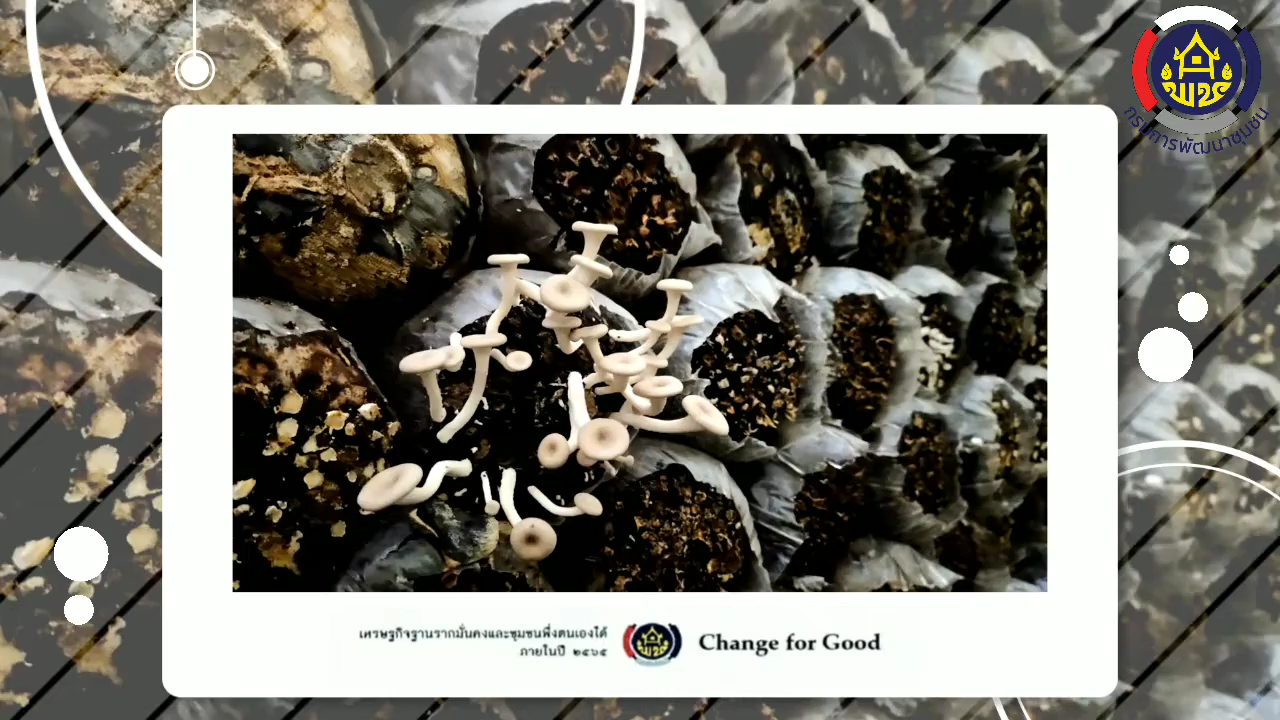 กรมการพัฒนาชุมชน
พช
เศรษฐกิจฐานรากมั่นคงและชุมชนพึ่งตนเองได้
ภายในปี ๒๕๖๕
Change for Good